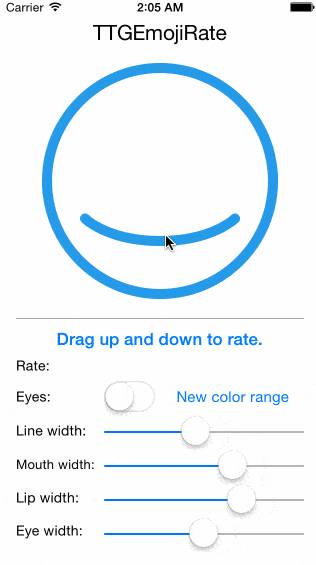 Carrier 2:05 AM
TTGEmojiRate
Drag up and down to rate.
Rate:
Eyes: New color range
Line width:
Mouth width:
Lip width:
Eye width: